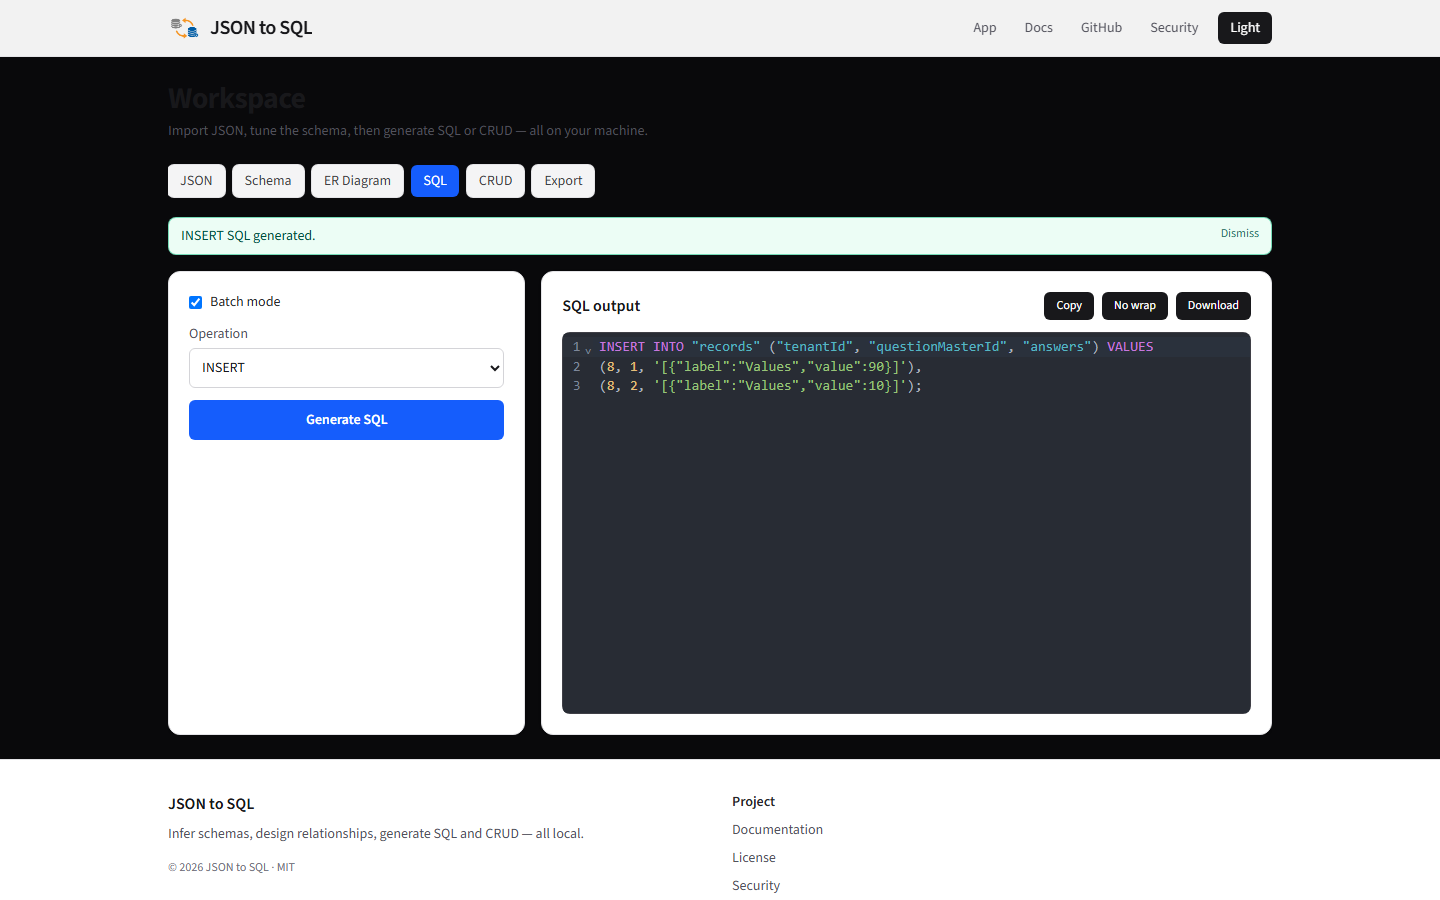 JSON to SQL
App
Docs
GitHub
Security
Light
Workspace
Import JSON, tune the schema, then generate SQL or CRUD — all on your machine.
JSON
Schema
ER Diagram
SQL
CRUD
Export
INSERT SQL generated.
Dismiss
Batch mode
Operation
INSERT
Generate SQL
SQL output
Copy
No wrap
Download
1 INSERT INTO "records" ("tenantId", "questionMasterId", "answers") VALUES
2 (8, 1, '[{"label":"Values","value":90}]'),
3 (8, 2, '[{"label":"Values","value":10}]');
JSON to SQL
Infer schemas, design relationships, generate SQL and CRUD — all local.
© 2026 JSON to SQL · MIT
Project
Documentation
License
Security